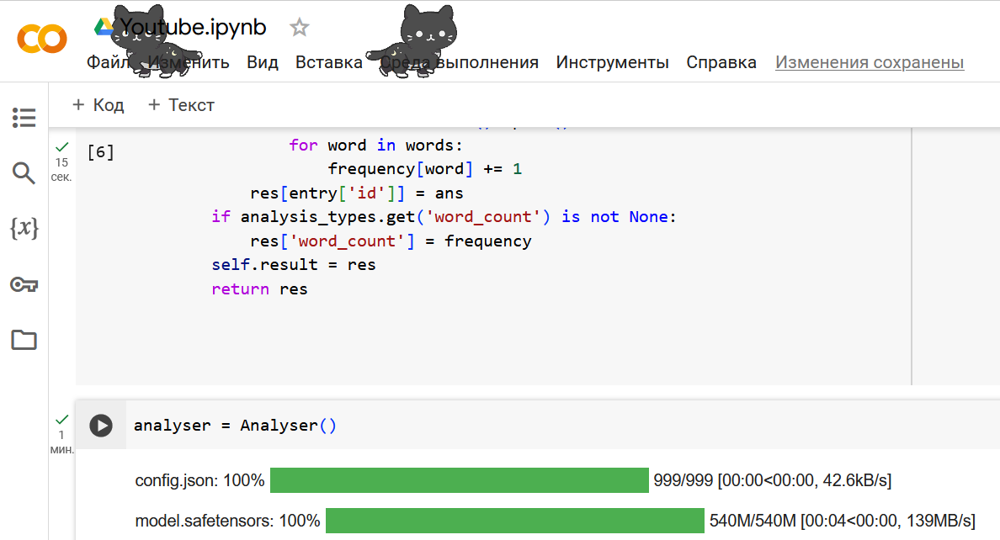 Youtube.ipynb
Файл Изменить Вид Вставка Среда выполнения Инструменты Справка Изменения сохранены
+ Код + Текст
[6]
15
сек.
for word in words:
frequency[word] += 1
res[entry['id']] = ans
if analysis_types.get('word_count') is not None:
res['word_count'] = frequency
self.result = res
return res
{x}
1
мин.
analyser = Analyser()
config.json: 100% 999/999 [00:00<00:00, 42.6kB/s]
model.safetensors: 100% 540M/540M [00:04<00:00, 139MB/s]